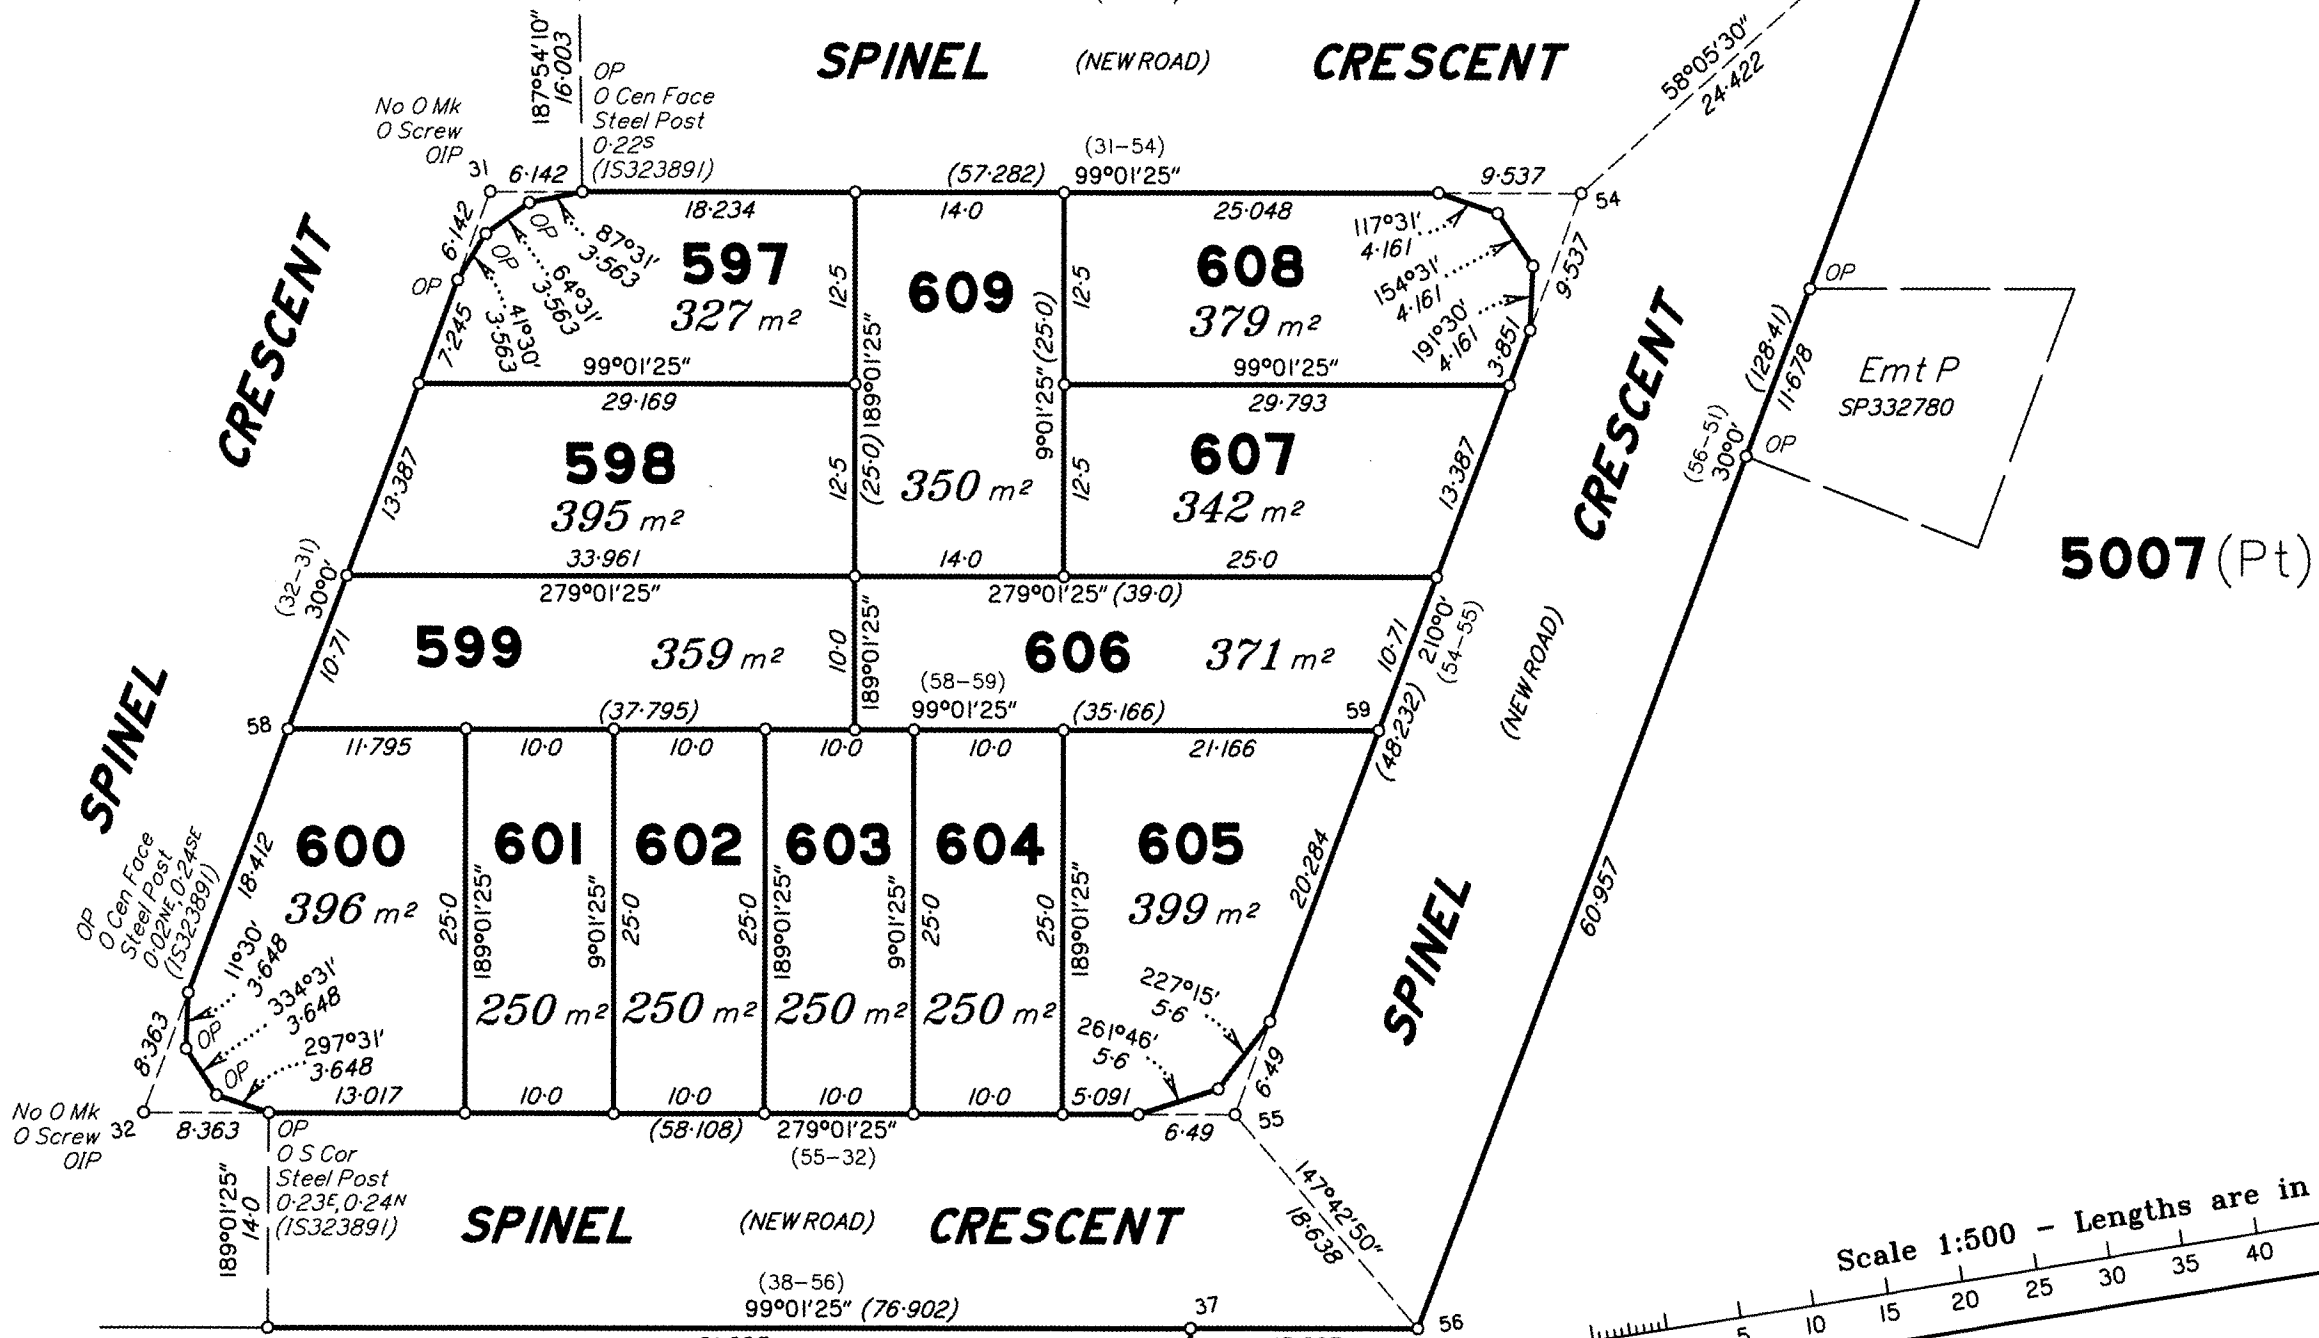 SPINEL (NEW ROAD) CRESCENT
187°54'10"
16·003
58°05'30"
24·422
OP
O Cen Face
Steel Post
0·22S
(IS323891)
No O Mk
O Screw
OIP
31
6·142
(57·282)
(31–54)
99°01'25"
9·537
54
6·142
18·234
14·0
25·048
OP
OP
OP
87°31'
3·563
64°31'
3·563
41°30'
3·563
597
327 m²
12·5
609
12·5
608
379 m²
117°31'
4·161
154°31'
4·161
191°30'
4·161
9·537
OP
CRESCENT
7·245
99°01'25"
29·169
(25·0) 189°01'25"
9°01'25" (25·0)
99°01'25"
29·793
3·851
CRESCENT
(128·41)
11·678
Emt P
SP332780
(56–51)
30°0'
OP
13·387
598
395 m²
12·5
350 m²
12·5
607
342 m²
13·387
5007 (Pt)
33·961
14·0
25·0
(32–31)
30°0'
279°01'25"
279°01'25" (39·0)
10·71
599
359 m²
10·0
189°01'25"
606
371 m²
10·71
210°0'
(54–55)
(NEW ROAD)
SPINEL
58
(37·795)
(58–59)
99°01'25"
(35·166)
59
(48·232)
11·795
10·0
10·0
10·0
10·0
21·166
18·412
600
396 m²
25·0
189°01'25"
601
250 m²
9°01'25"
25·0
602
250 m²
25·0
189°01'25"
603
250 m²
9°01'25"
25·0
604
250 m²
25·0
189°01'25"
605
399 m²
20·284
60·957
SPINEL
OP
O Cen Face
Steel Post
0·02NE, 0·24SE
(IS323891)
11°30'
3·648
334°31'
3·648
297°31'
3·648
OP
OP
8·363
227°15'
5·6
261°46'
5·6
6·49
No O Mk
O Screw
OIP
32
8·363
13·017
10·0
10·0
10·0
10·0
5·091
6·49
55
(58·108)
279°01'25"
(55–32)
OP
O S Cor
Steel Post
0·23E, 0·24N
(IS323891)
189°01'25"
14·0
147°42'50"
18·638
SPINEL (NEW ROAD) CRESCENT
(38–56)
99°01'25" (76·902)
37
56
Scale 1:500 – Lengths are in
5 10 15 20 25 30 35 40